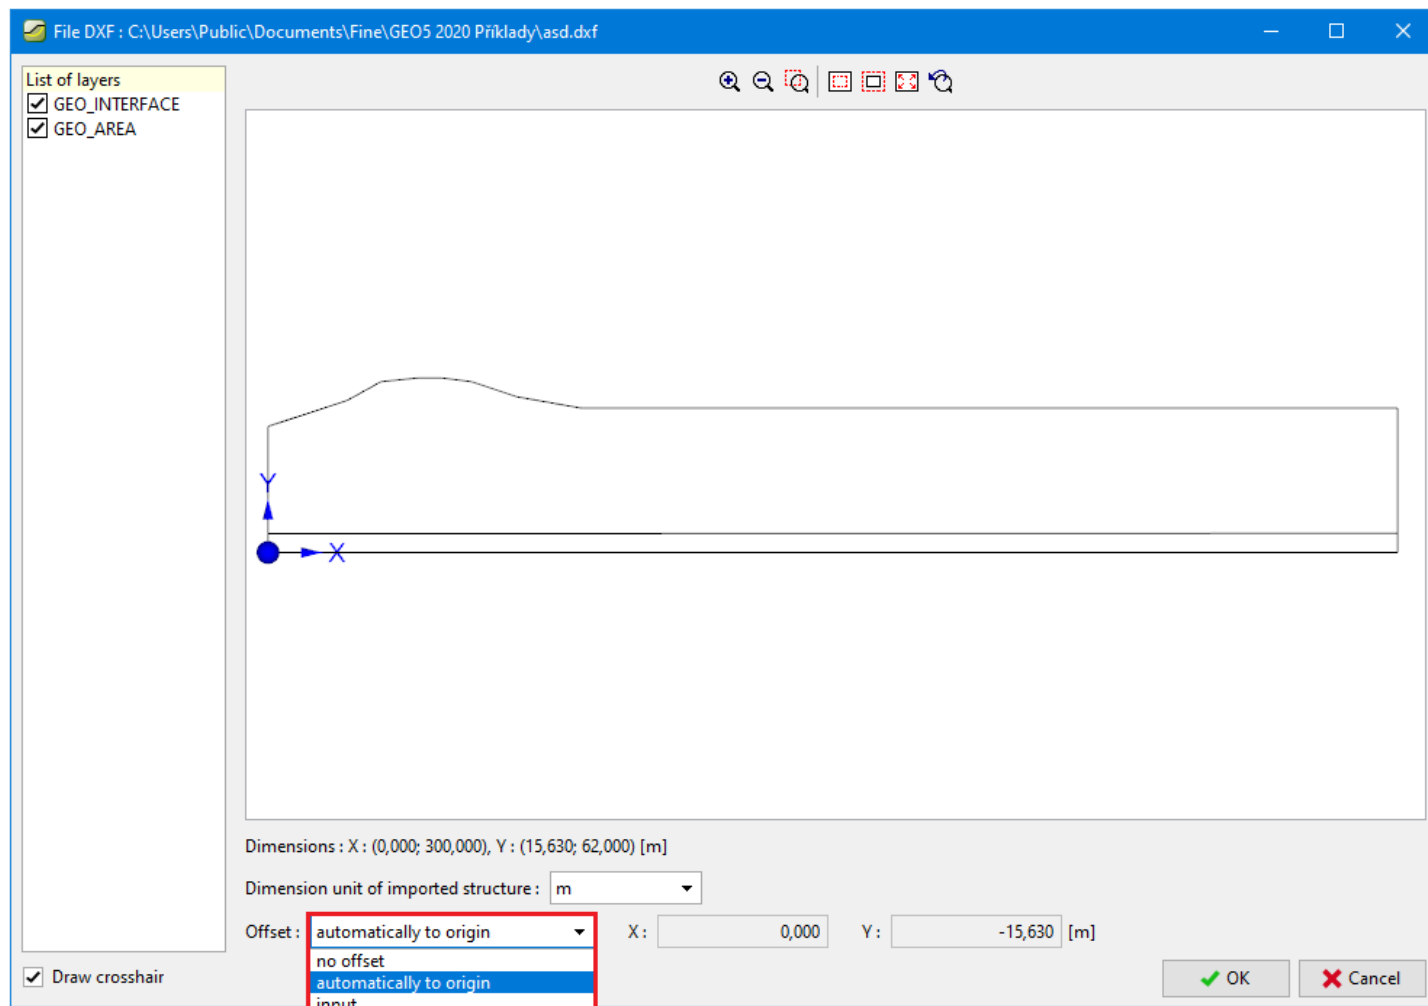 File DXF : C:\Users\Public\Documents\Fine\GEO5 2020 Příklady\asd.dxf
List of layers
GEO_INTERFACE
GEO_AREA
Y
X
Dimensions : X : (0,000; 300,000), Y : (15,630; 62,000) [m]
Dimension unit of imported structure : m
Offset : automatically to origin X : 0,000 Y : -15,630 [m]
no offset
automatically to origin
input
Draw crosshair
OK Cancel